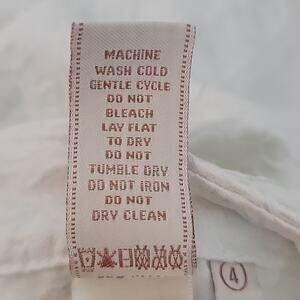 MACHINE
WASH COLD
GENTLE CYCLE
DO NOT
BLEACH
LAY FLAT
TO DRY
DO NOT
TUMBLE DRY
DO NOT IRON
DO NOT
DRY CLEAN
4